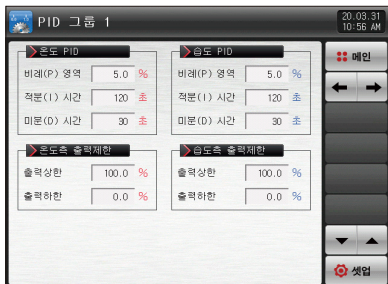 PID 그룹 1
20.03.31
10:56 AM
온도 PID
비례(P) 영역 5.0 %
적분(I) 시간 120 초
미분(D) 시간 30 초
습도 PID
비례(P) 영역 5.0 %
적분(I) 시간 120 초
미분(D) 시간 30 초
온도측 출력제한
출력상한 100.0 %
출력하한 0.0 %
습도측 출력제한
출력상한 100.0 %
출력하한 0.0 %
메인
셋업